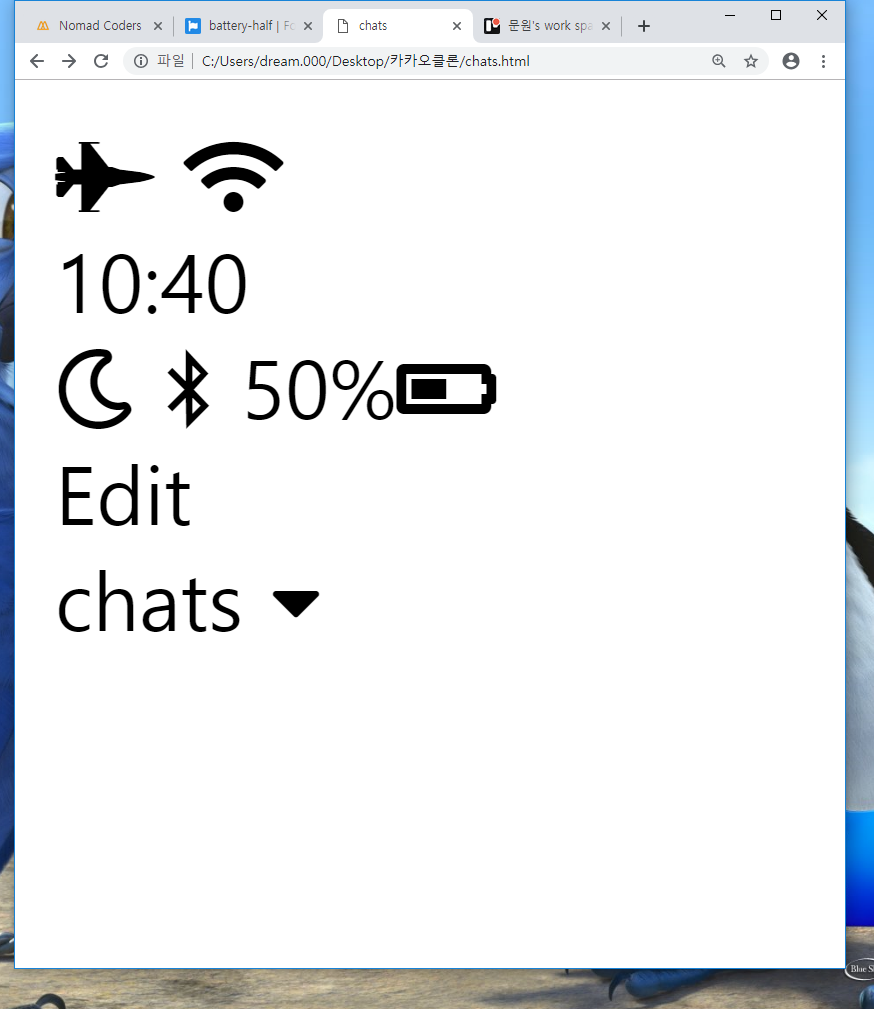 Nomad Coders
battery-half | Fo
chats
문원's work spa
파일
C:/Users/dream.000/Desktop/카카오클론/chats.html
10:40
50%
Edit
chats
Blue S